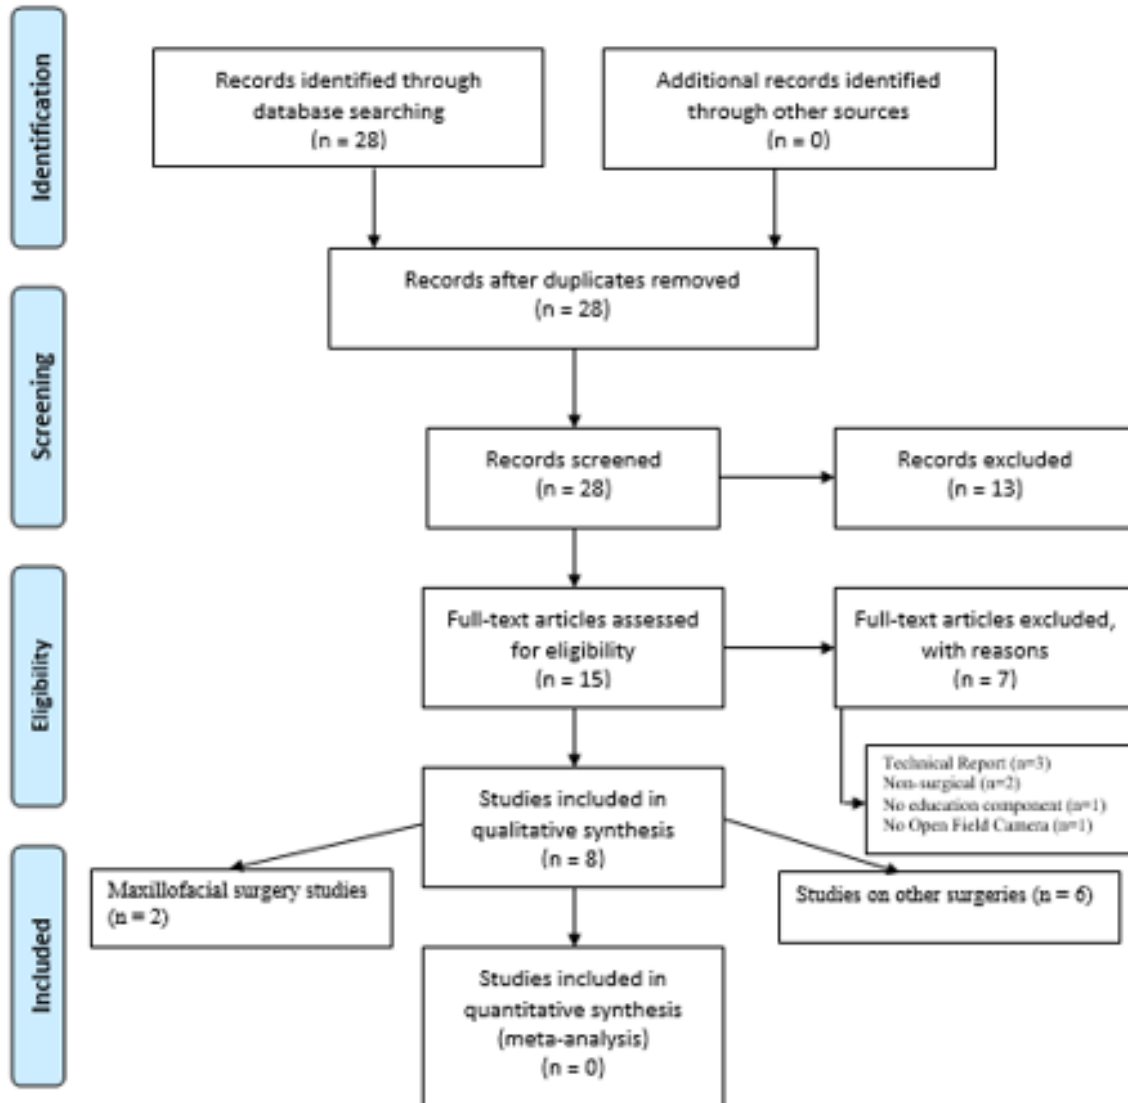 Identification
Records identified through
database searching
(n = 28)
Additional records identified
through other sources
(n = 0)
Records after duplicates removed
(n = 28)
Screening
Records screened
(n = 28)
Records excluded
(n = 13)
Eligibility
Full-text articles assessed
for eligibility
(n = 15)
Full-text articles excluded,
with reasons
(n = 7)
Technical Report (n=3)
Non-surgical (n=2)
No education component (n=1)
No Open Field Camera (n=1)
Studies included in
qualitative synthesis
(n = 8)
Included
Maxillofacial surgery studies
(n = 2)
Studies on other surgeries (n = 6)
Studies included in
quantitative synthesis
(meta-analysis)
(n = 0)